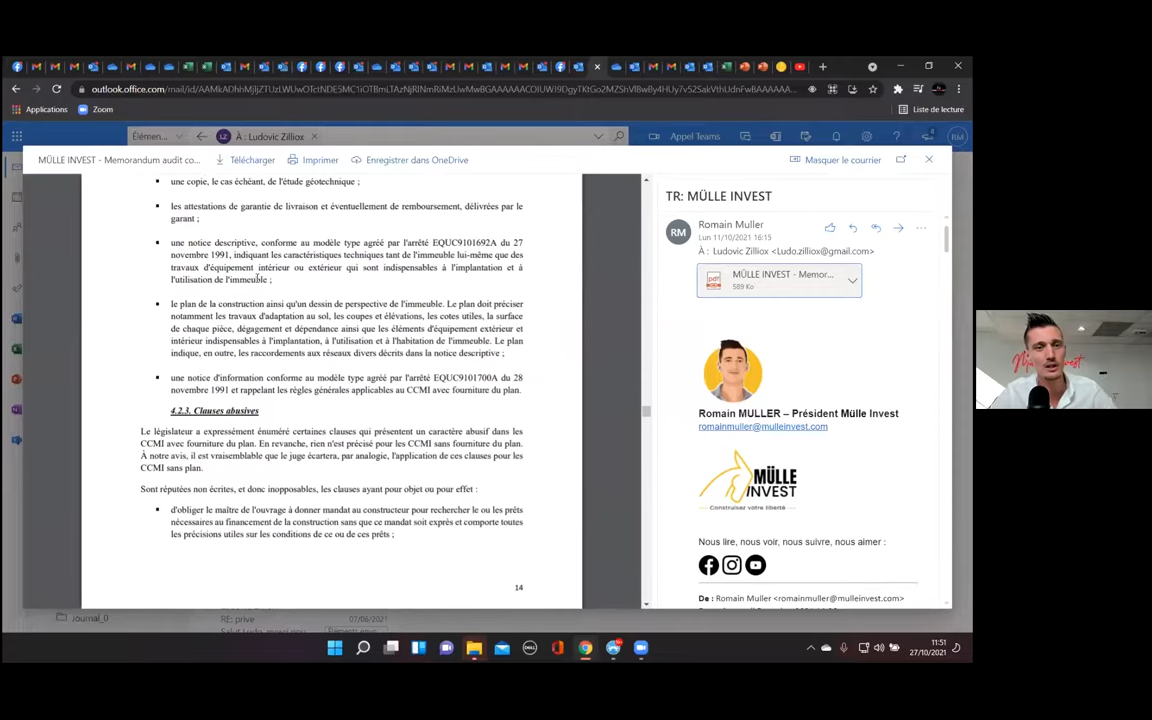 outlook.office.com/mail/id/
Applications
Zoom
Liste de lecture
Élémen...
À : Ludovic Zilliox
Appel Teams
RM
MÜLLE INVEST - Memorandum audit co...
Télécharger
Imprimer
Enregistrer dans OneDrive
Masquer le courrier
une copie, le cas échéant, de l'étude géotechnique ;
les attestations de garantie de livraison et éventuellement de remboursement, délivrées par le
garant ;
une notice descriptive, conforme au modèle type agréé par l'arrêté EQUC9101692A du 27
novembre 1991, indiquant les caractéristiques techniques tant de l'immeuble lui-même que des
travaux d'équipement intérieur ou extérieur qui sont indispensables à l'implantation et à
l'utilisation de l'immeuble ;
le plan de la construction ainsi qu'un dessin de perspective de l'immeuble. Le plan doit préciser
notamment les travaux d'adaptation au sol, les coupes et élévations, les cotes utiles, la surface
de chaque pièce, dégagement et dépendance ainsi que les éléments d'équipement extérieur et
intérieur indispensables à l'implantation, à l'utilisation et à l'habitation de l'immeuble. Le plan
indique, en outre, les raccordements aux réseaux divers décrits dans la notice descriptive ;
une notice d'information conforme au modèle type agréé par l'arrêté EQUC9101700A du 28
novembre 1991 et rappelant les règles générales applicables au CCMI avec fourniture du plan.
4.2.3. Clauses abusives
Le législateur a expressément énuméré certaines clauses qui présentent un caractère abusif dans les
CCMI avec fourniture du plan. En revanche, rien n'est précisé pour les CCMI sans fourniture du plan.
À notre avis, il est vraisemblable que le juge écartera, par analogie, l'application de ces clauses pour les
CCMI sans plan.
Sont réputées non écrites, et donc inopposables, les clauses ayant pour objet ou pour effet :
d'obliger le maître de l'ouvrage à donner mandat au constructeur pour rechercher le ou les prêts
nécessaires au financement de la construction sans que ce mandat soit exprès et comporte toutes
les précisions utiles sur les conditions de ce ou de ces prêts ;
14
TR: MÜLLE INVEST
RM
Romain Muller
Lun 11/10/2021 16:15
À : Ludovic Zilliox <Ludo.zilliox@gmail.com>
pdf
MÜLLE INVEST - Memor...
589 Ko
Romain MULLER – Président Mülle Invest
romainmuller@mulleinvest.com
MÜLLE
INVEST
Construisez votre liberté
Nous lire, nous voir, nous suivre, nous aimer :
De : Romain Muller <romainmuller@mulleinvest.com>
Journal_0
RE: prive
07/06/2021
11:51
27/10/2021